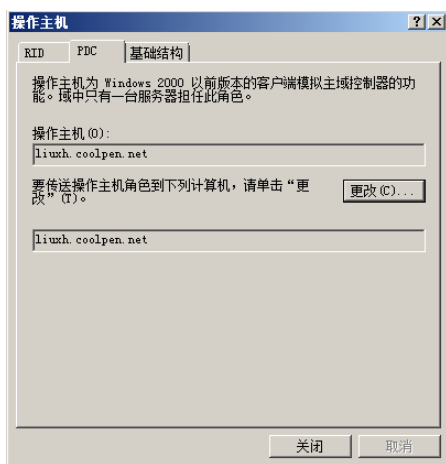 操作主机
RID PDC 基础结构
操作主机为 Windows 2000 以前版本的客户端模拟主域控制器的功
能。域中只有一台服务器担任此角色。
操作主机(O):
liuxh.coolpen.net
要传送操作主机角色到下列计算机，请单击“更
改”(T)。
更改(C)...
liuxh.coolpen.net
关闭 取消